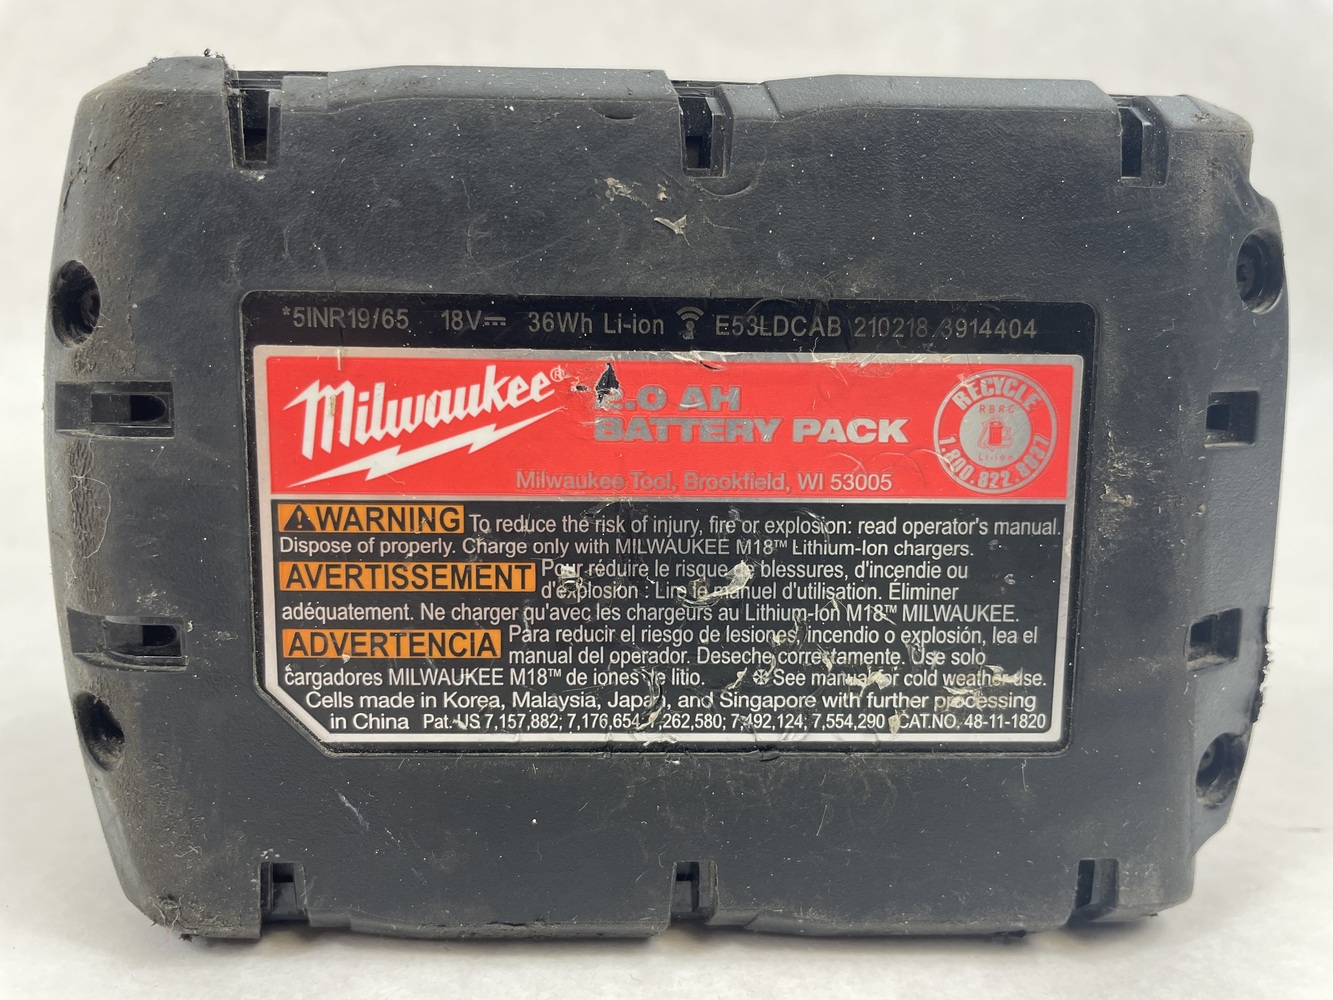 *5INR19/65 18V⎓ 36Wh Li-ion E53LDCAB 210218 3914404
Milwaukee®
2.0 AH
BATTERY PACK
Milwaukee Tool, Brookfield, WI 53005
RECYCLE
RBRC
Li-ion
1.800.822.8837
⚠WARNING To reduce the risk of injury, fire or explosion: read operator's manual.
Dispose of properly. Charge only with MILWAUKEE M18™ Lithium-Ion chargers.
AVERTISSEMENT Pour réduire le risque de blessures, d'incendie ou
d'explosion : Lire le manuel d'utilisation. Éliminer
adéquatement. Ne charger qu'avec les chargeurs au Lithium-Ion M18™ MILWAUKEE.
ADVERTENCIA Para reducir el riesgo de lesiones, incendio o explosión, lea el
manual del operador. Deseche correctamente. Use solo
cargadores MILWAUKEE M18™ de iones de litio. ❄See manual for cold weather use.
Cells made in Korea, Malaysia, Japan, and Singapore with further processing
in China Pat. US 7,157,882; 7,176,654; 7,262,580; 7,492,124; 7,554,290 CAT.NO. 48-11-1820